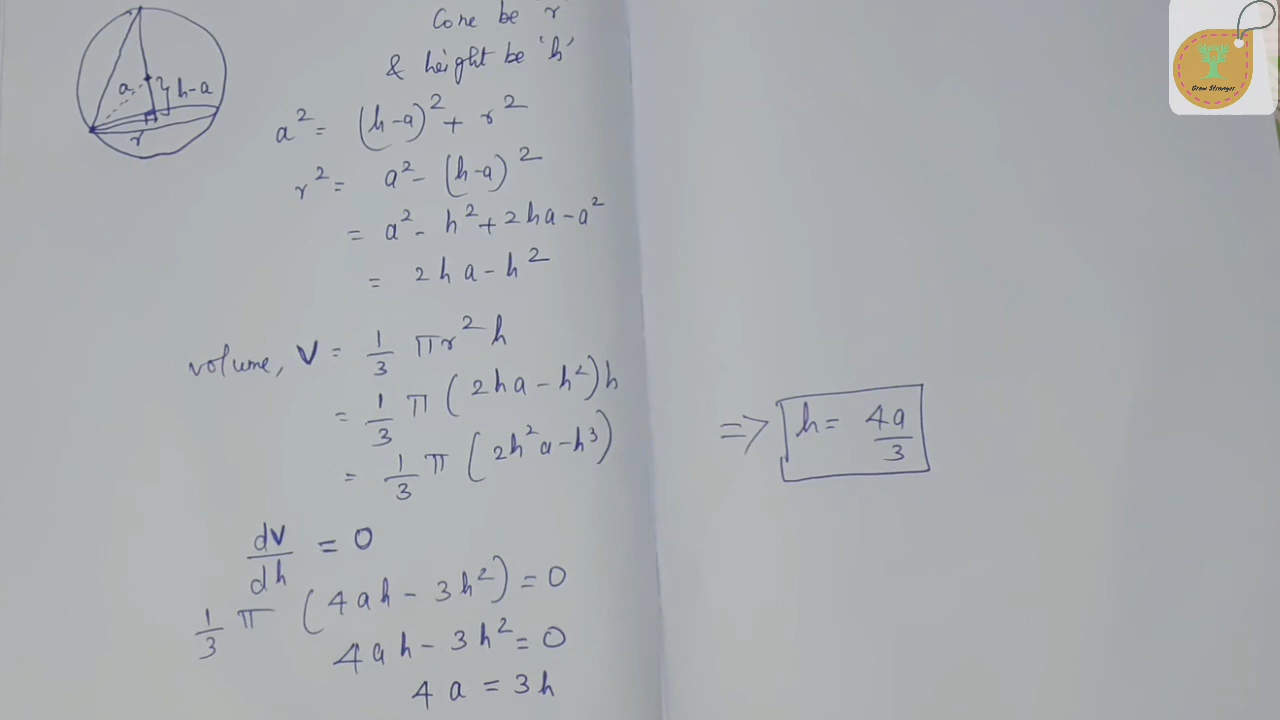 Cone be 'r'
& height be 'h'
a
h-a
r
a² = (h-a)² + r²
r² = a² - (h-a)²
= a² - h² + 2ha - a²
= 2ha - h²
volume, V = 1/3 πr²h
= 1/3 π (2ha - h²)h
= 1/3 π (2h²a - h³)
dV/dh = 0
1/3 π (4ah - 3h²) = 0
4ah - 3h² = 0
4a = 3h
=> h = 4a/3
Grow Stronger